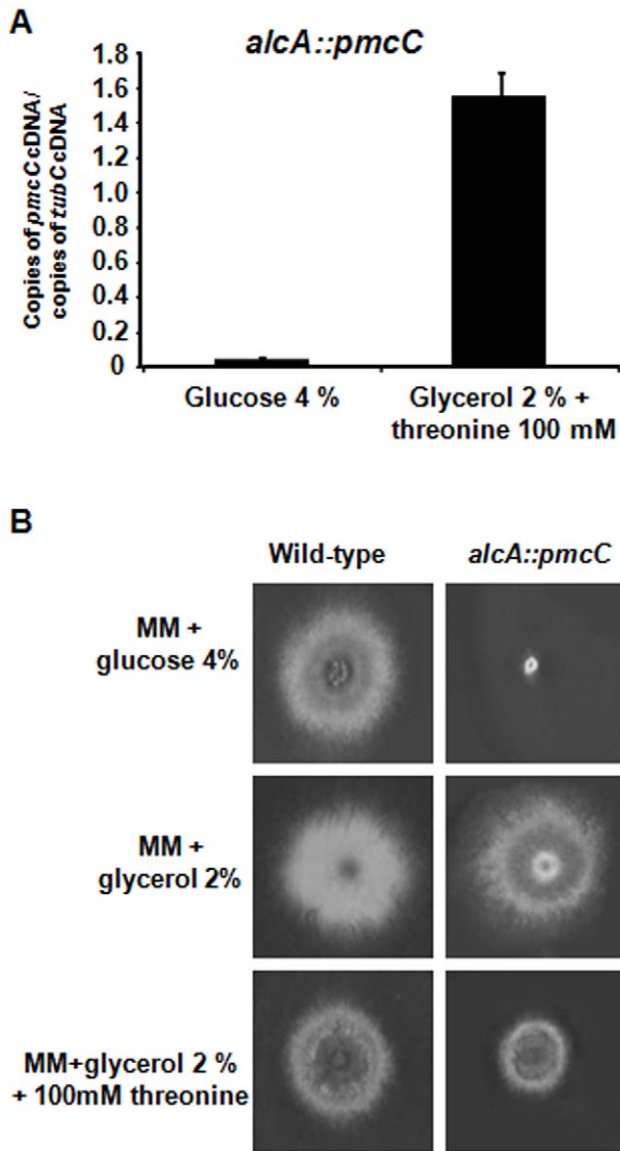 A
alcA::pmcC
1.8
1.6
1.4
1.2
1.0
0.8
0.6
0.4
0.2
0
Copies of pmcC cDNA/
copies of tubC cDNA
Glucose 4 %
Glycerol 2 % +
threonine 100 mM
B
Wild-type alcA::pmcC
MM +
glucose 4%
MM +
glycerol 2%
MM+glycerol 2 %
+ 100mM threonine